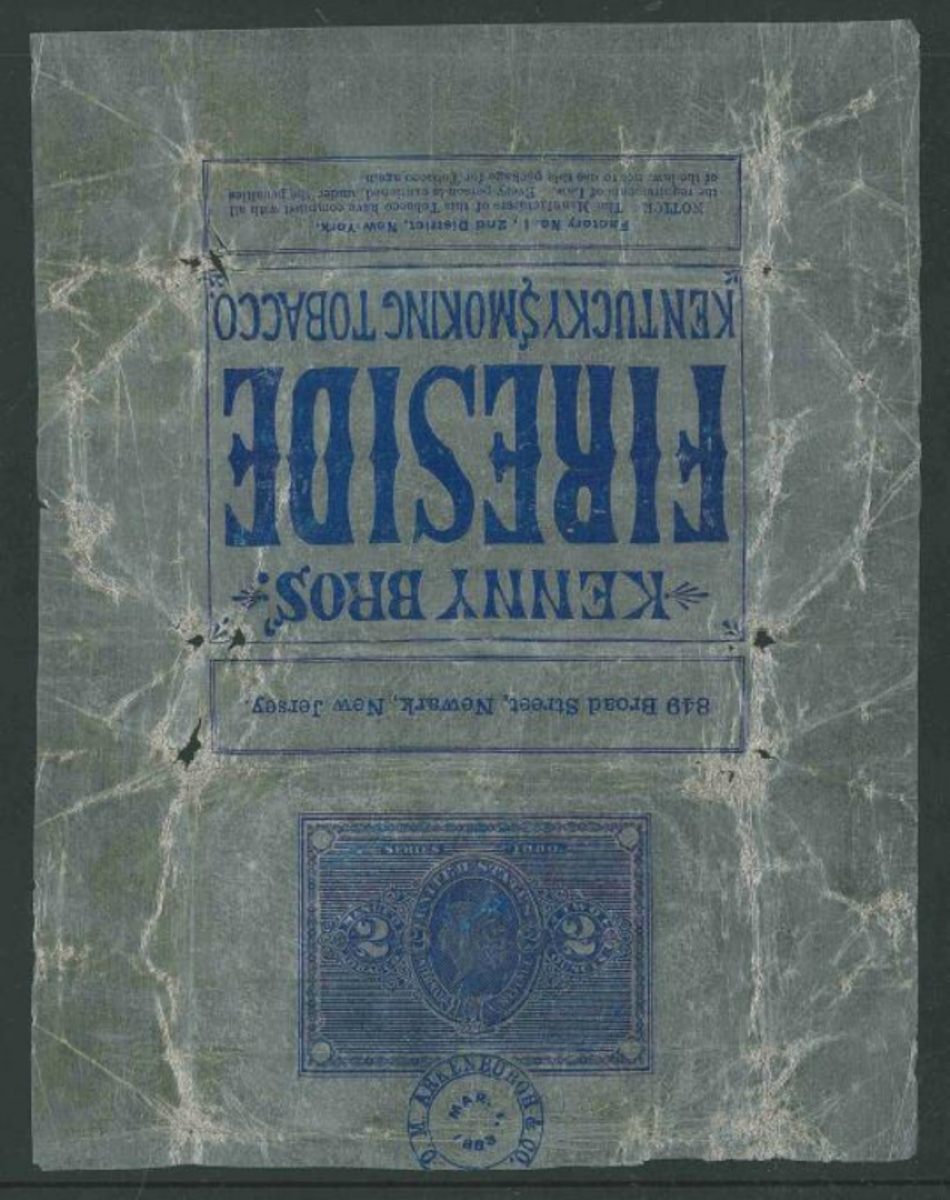 849 Broad Street, Newark, New Jersey.
KENNY BROS.'
FIRESIDE
KENTUCKY SMOKING TOBACCO.
Factory No. 1, 2nd District, New York.
NOTICE—The Manufacturers of this Tobacco have complied with all
the requirements of Law. Every person is cautioned, under the penalties
of the law, not to use this package for Tobacco again
SERIES
UNITED STATES
2
2
OUNCES
O. M. ARKENBURGH & CO.
MAR. 1.
1883